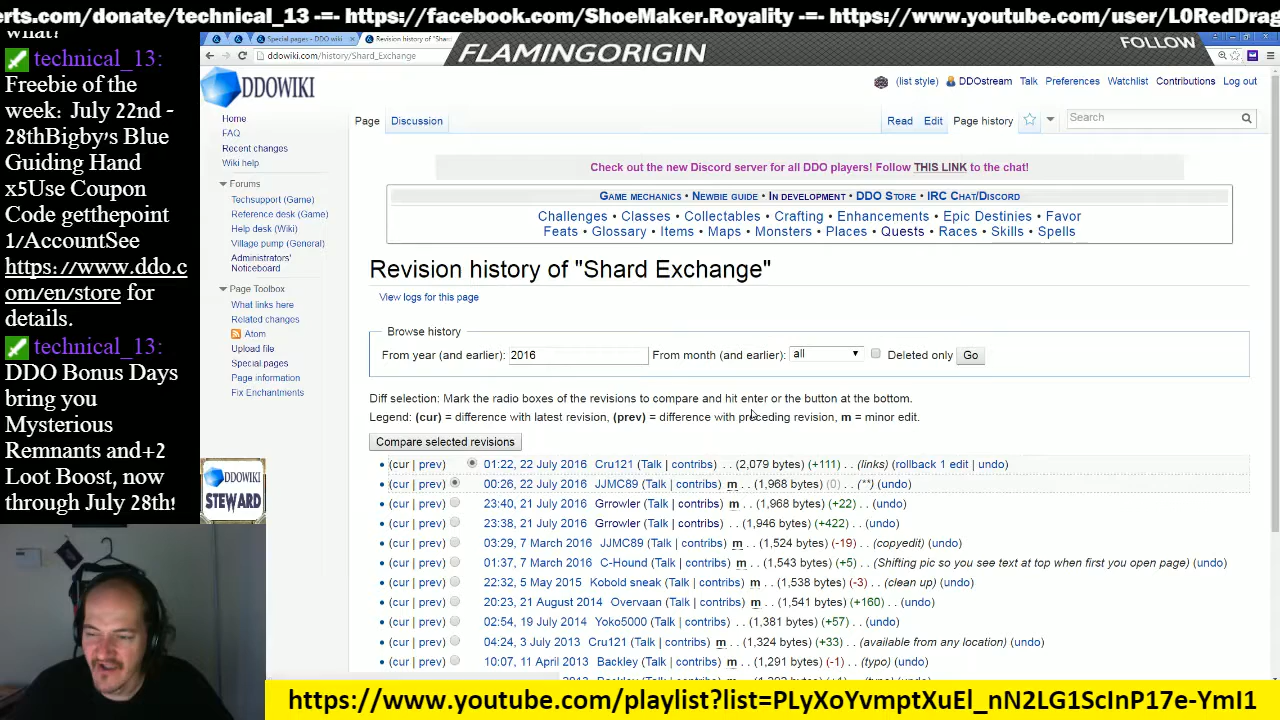 erts.com/donate/technical_13 -=- https://facebook.com/ShoeMaker.Royality -=- https://www.youtube.com/user/L0RedDrag
what?
technical_13:
Freebie of the
week: July 22nd -
28thBigby's Blue
Guiding Hand
x5Use Coupon
Code getthepoint
1/AccountSee
https://www.ddo.c
om/en/store for
details.
technical_13:
DDO Bonus Days
bring you
Mysterious
Remnants and+2
Loot Boost, now
through July 28th!
DDOWIKI
STEWARD
Special pages - DDO wiki
Revision history of "Shar
FLAMINGORIGIN
FOLLOW
ddowiki.com/history/Shard_Exchange
DDOWIKI
(list style) DDOstream Talk Preferences Watchlist Contributions Log out
Home
FAQ
Recent changes
Wiki help
Forums
Techsupport (Game)
Reference desk (Game)
Help desk (Wiki)
Village pump (General)
Administrators'
Noticeboard
Page Toolbox
What links here
Related changes
Atom
Upload file
Special pages
Page information
Fix Enchantments
Page Discussion Read Edit Page history Search
Check out the new Discord server for all DDO players! Follow THIS LINK to the chat!
Game mechanics • Newbie guide • In development • DDO Store • IRC Chat/Discord
Challenges • Classes • Collectables • Crafting • Enhancements • Epic Destinies • Favor
Feats • Glossary • Items • Maps • Monsters • Places • Quests • Races • Skills • Spells
Revision history of "Shard Exchange"
View logs for this page
Browse history
From year (and earlier): 2016 From month (and earlier): all Deleted only Go
Diff selection: Mark the radio boxes of the revisions to compare and hit enter or the button at the bottom.
Legend: (cur) = difference with latest revision, (prev) = difference with preceding revision, m = minor edit.
Compare selected revisions
• (cur | prev) 01:22, 22 July 2016 Cru121 (Talk | contribs) . . (2,079 bytes) (+111) . . (links) (rollback 1 edit | undo)
• (cur | prev) 00:26, 22 July 2016 JJMC89 (Talk | contribs) m . . (1,968 bytes) (0) . . (**) (undo)
• (cur | prev) 23:40, 21 July 2016 Grrowler (Talk | contribs) m . . (1,968 bytes) (+22) . . (undo)
• (cur | prev) 23:38, 21 July 2016 Grrowler (Talk | contribs) . . (1,946 bytes) (+422) . . (undo)
• (cur | prev) 03:29, 7 March 2016 JJMC89 (Talk | contribs) m . . (1,524 bytes) (-19) . . (copyedit) (undo)
• (cur | prev) 01:37, 7 March 2016 C-Hound (Talk | contribs) m . . (1,543 bytes) (+5) . . (Shifting pic so you see text at top when first you open page) (undo)
• (cur | prev) 22:32, 5 May 2015 Kobold sneak (Talk | contribs) m . . (1,538 bytes) (-3) . . (clean up) (undo)
• (cur | prev) 20:23, 21 August 2014 Overvaan (Talk | contribs) m . . (1,541 bytes) (+160) . . (undo)
• (cur | prev) 02:54, 19 July 2014 Yoko5000 (Talk | contribs) . . (1,381 bytes) (+57) . . (undo)
• (cur | prev) 04:24, 3 July 2013 Cru121 (Talk | contribs) m . . (1,324 bytes) (+33) . . (available from any location) (undo)
• (cur | prev) 10:07, 11 April 2013 Backley (Talk | contribs) m . . (1,291 bytes) (-1) . . (typo) (undo)
https://www.youtube.com/playlist?list=PLyXoYvmptXuEl_nN2LG1ScInP17e-YmI1